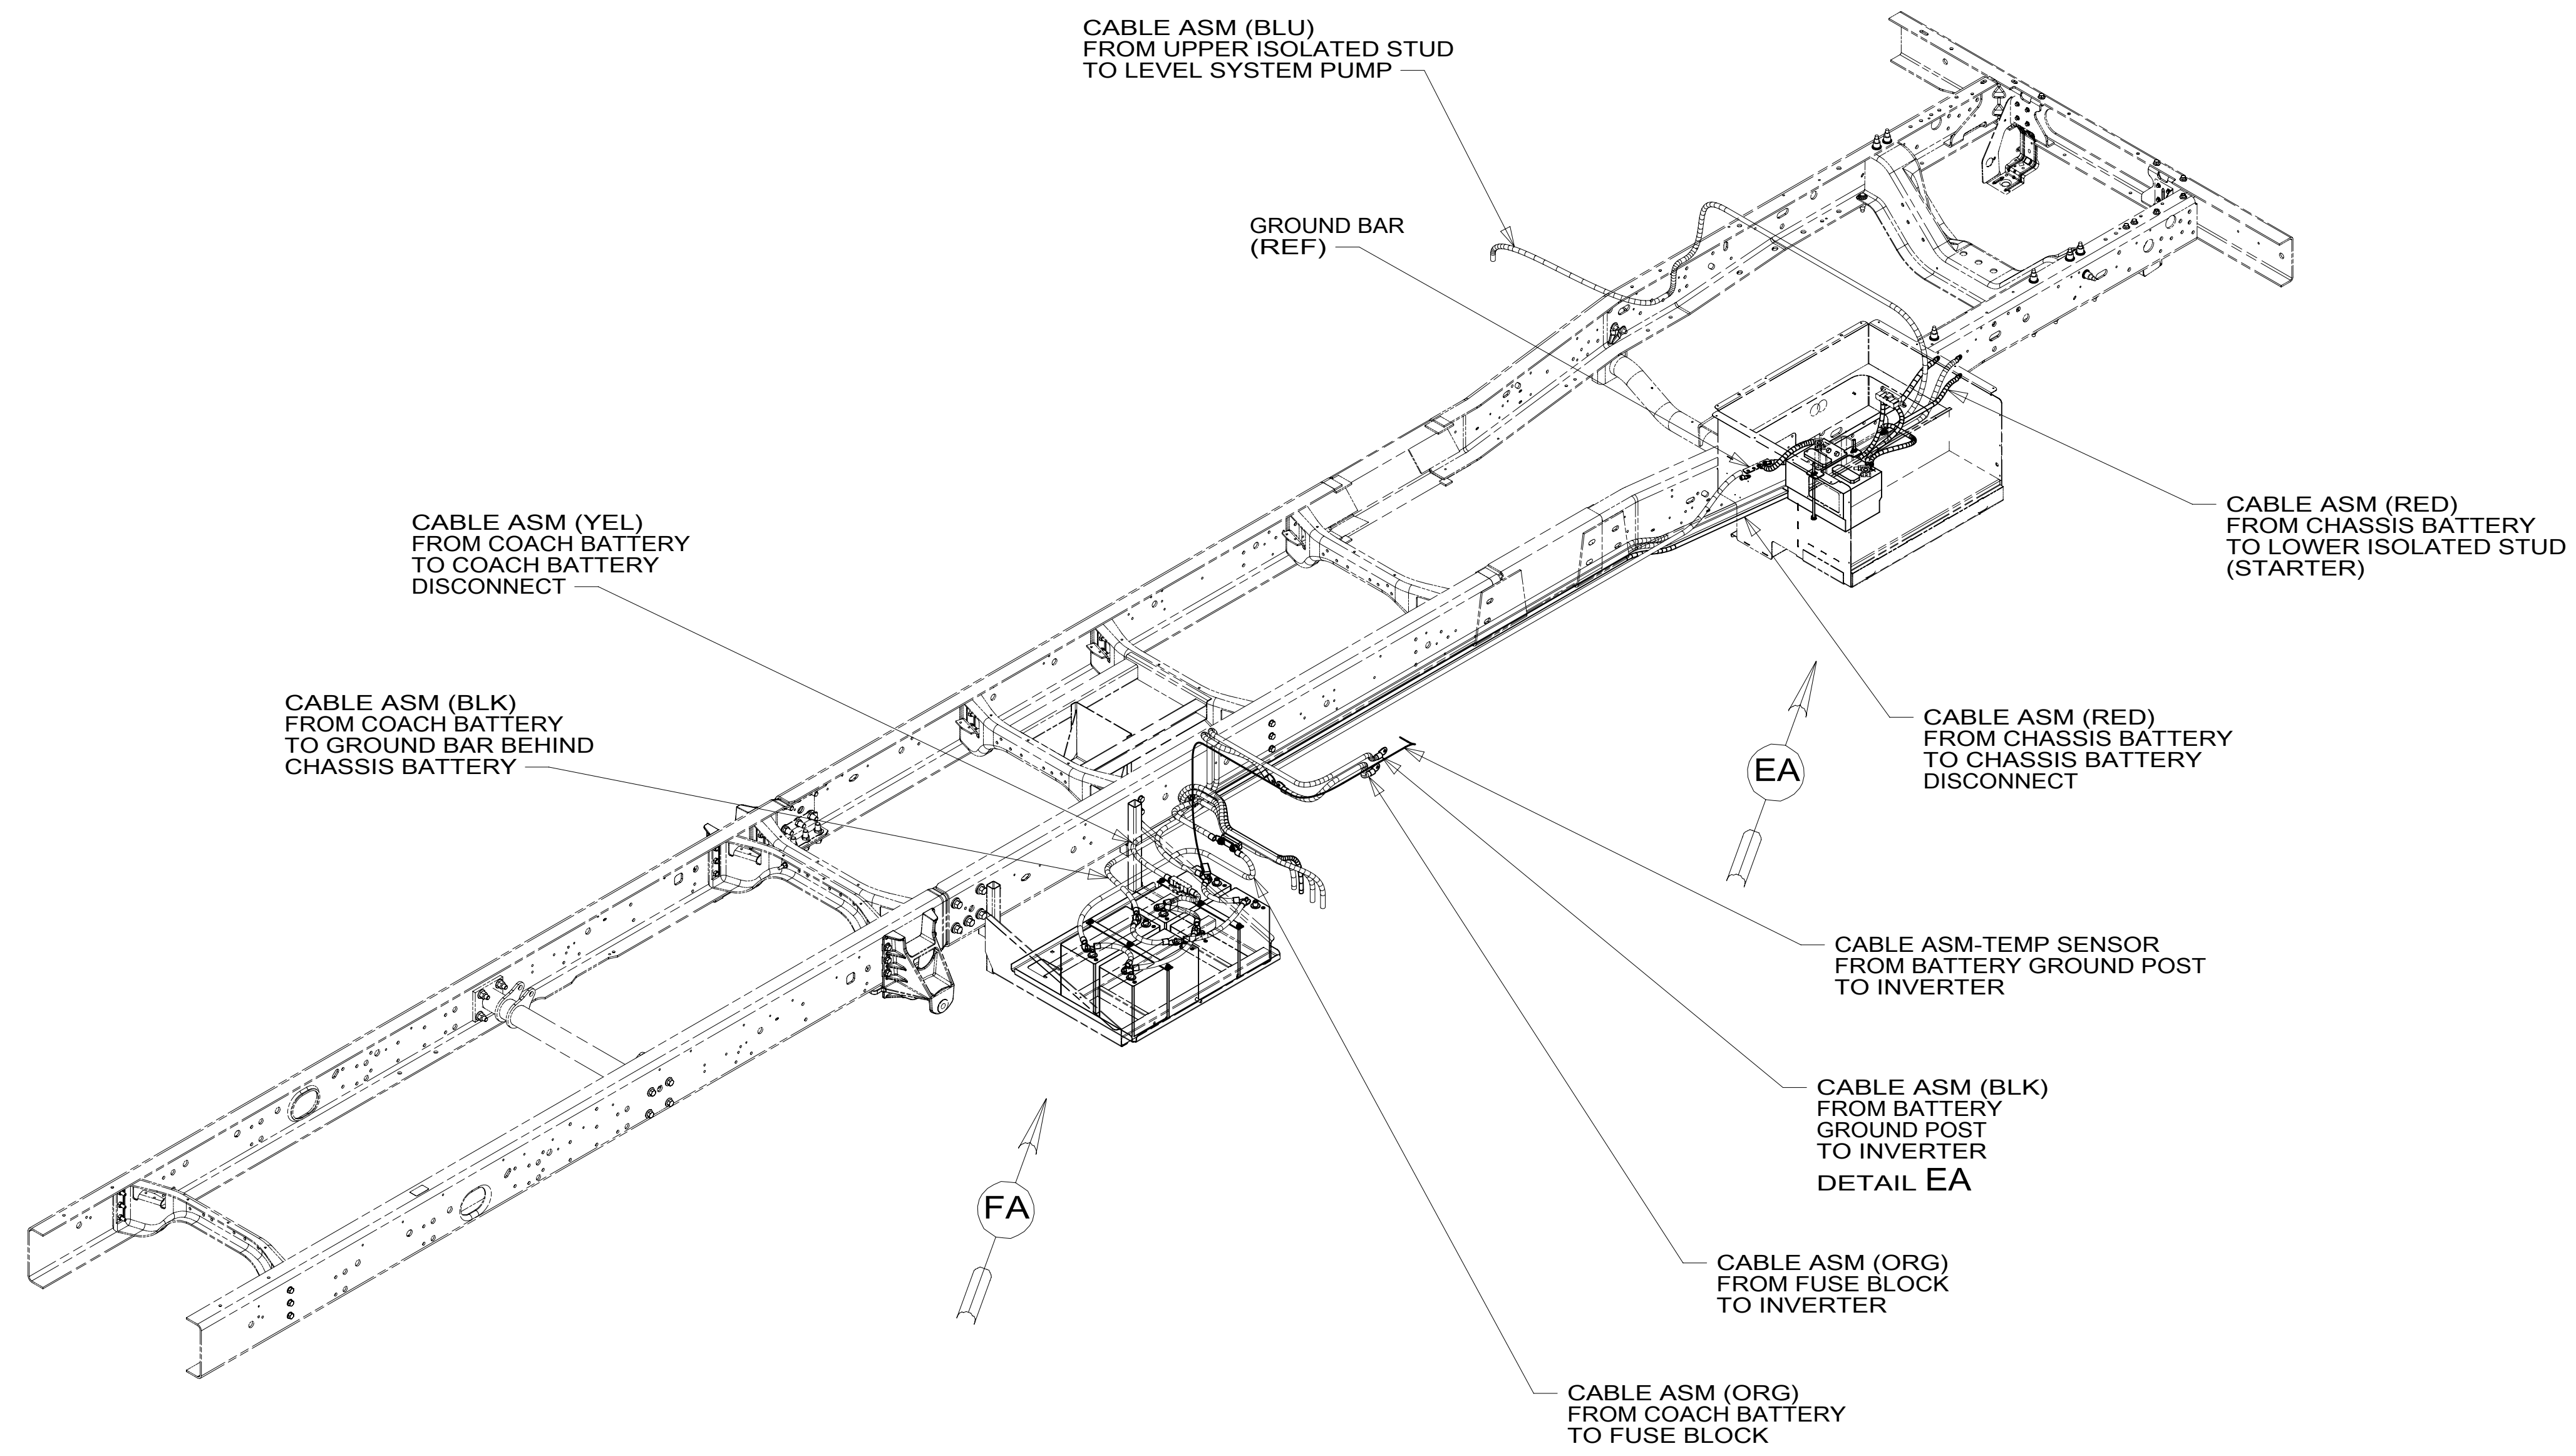 CABLE ASM (BLU)
FROM UPPER ISOLATED STUD
TO LEVEL SYSTEM PUMP
GROUND BAR
(REF)
CABLE ASM (YEL)
FROM COACH BATTERY
TO COACH BATTERY
DISCONNECT
CABLE ASM (RED)
FROM CHASSIS BATTERY
TO LOWER ISOLATED STUD
(STARTER)
CABLE ASM (BLK)
FROM COACH BATTERY
TO GROUND BAR BEHIND
CHASSIS BATTERY
CABLE ASM (RED)
FROM CHASSIS BATTERY
TO CHASSIS BATTERY
DISCONNECT
EA
CABLE ASM-TEMP SENSOR
FROM BATTERY GROUND POST
TO INVERTER
CABLE ASM (BLK)
FROM BATTERY
GROUND POST
TO INVERTER
DETAIL EA
FA
CABLE ASM (ORG)
FROM FUSE BLOCK
TO INVERTER
CABLE ASM (ORG)
FROM COACH BATTERY
TO FUSE BLOCK